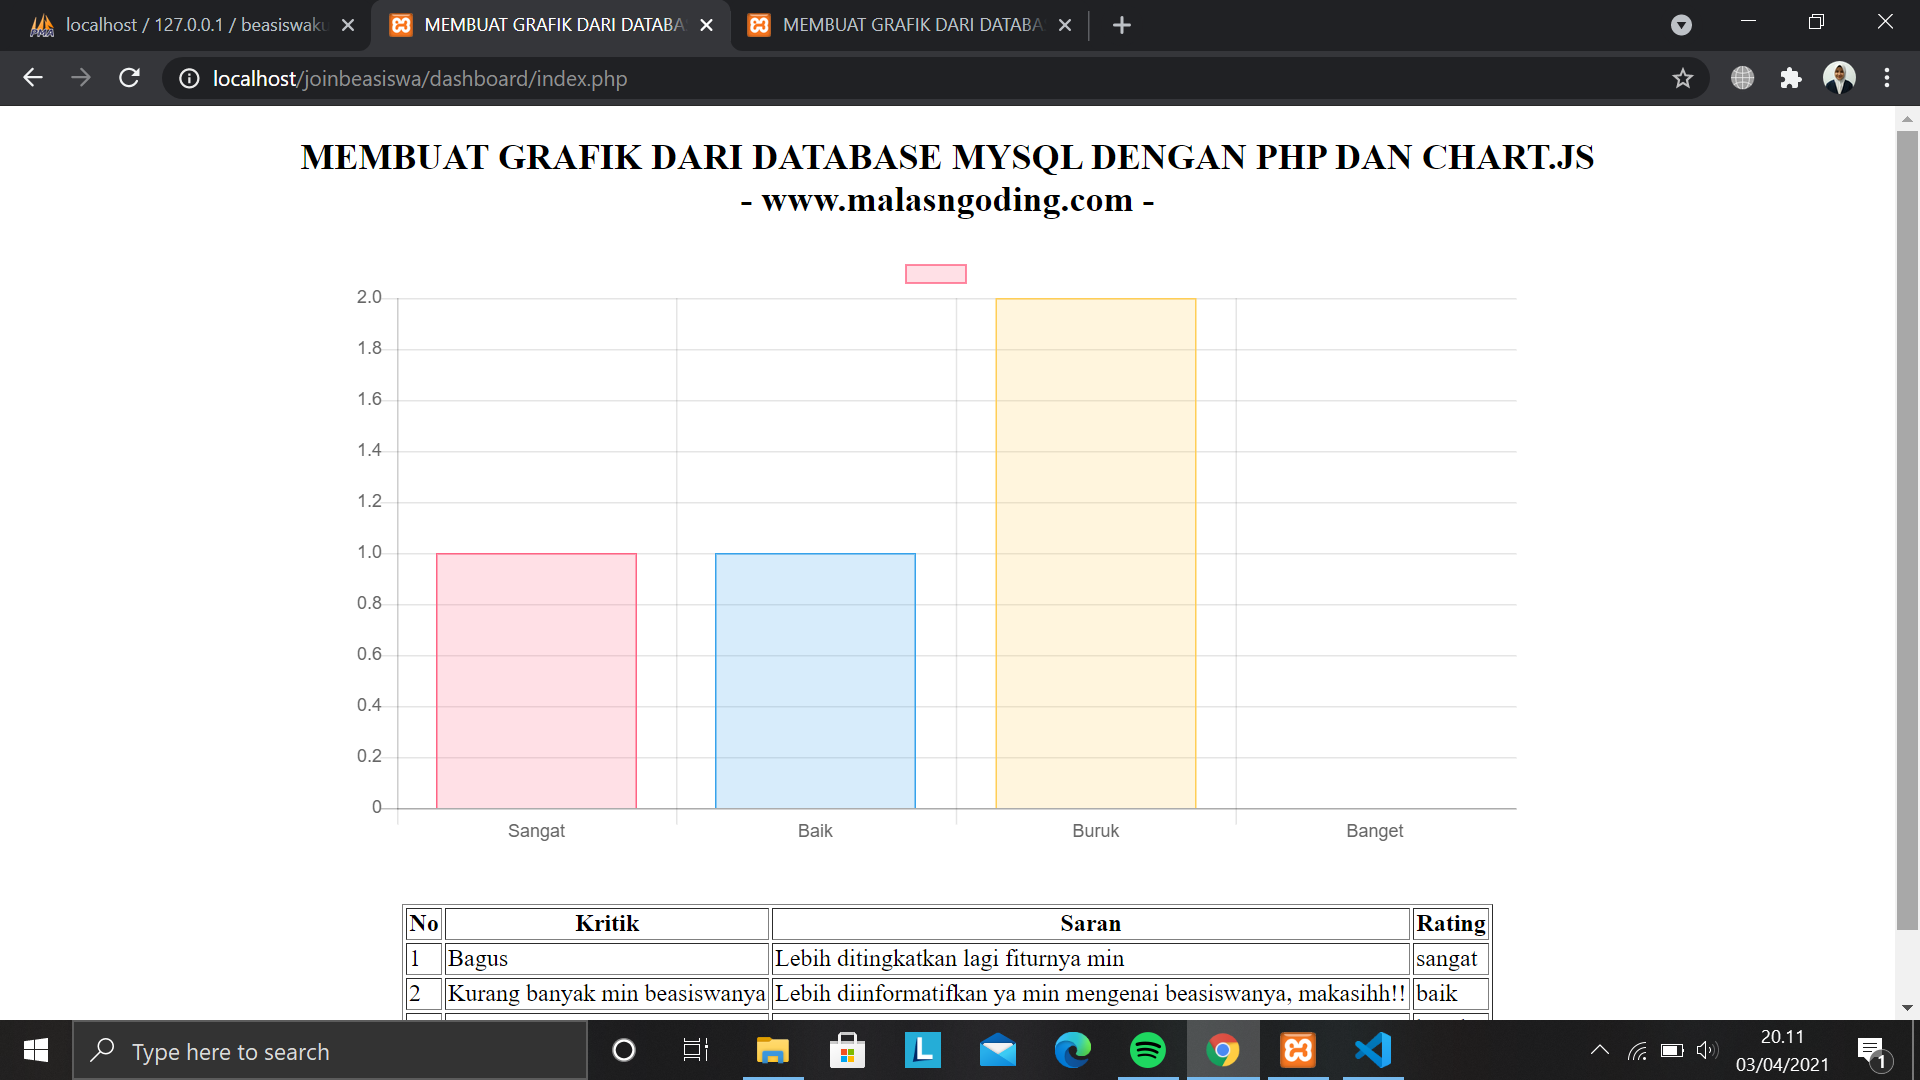 localhost / 127.0.0.1 / beasiswaku
MEMBUAT GRAFIK DARI DATABA
MEMBUAT GRAFIK DARI DATABA
localhost/joinbeasiswa/dashboard/index.php
MEMBUAT GRAFIK DARI DATABASE MYSQL DENGAN PHP DAN CHART.JS
- www.malasngoding.com -
2.0
1.8
1.6
1.4
1.2
1.0
0.8
0.6
0.4
0.2
0
Sangat Baik Buruk Banget
No Kritik Saran Rating
1 Bagus Lebih ditingkatkan lagi fiturnya min sangat
2 Kurang banyak min beasiswanya Lebih diinformatifkan ya min mengenai beasiswanya, makasihh!! baik
Type here to search
20.11
03/04/2021
1